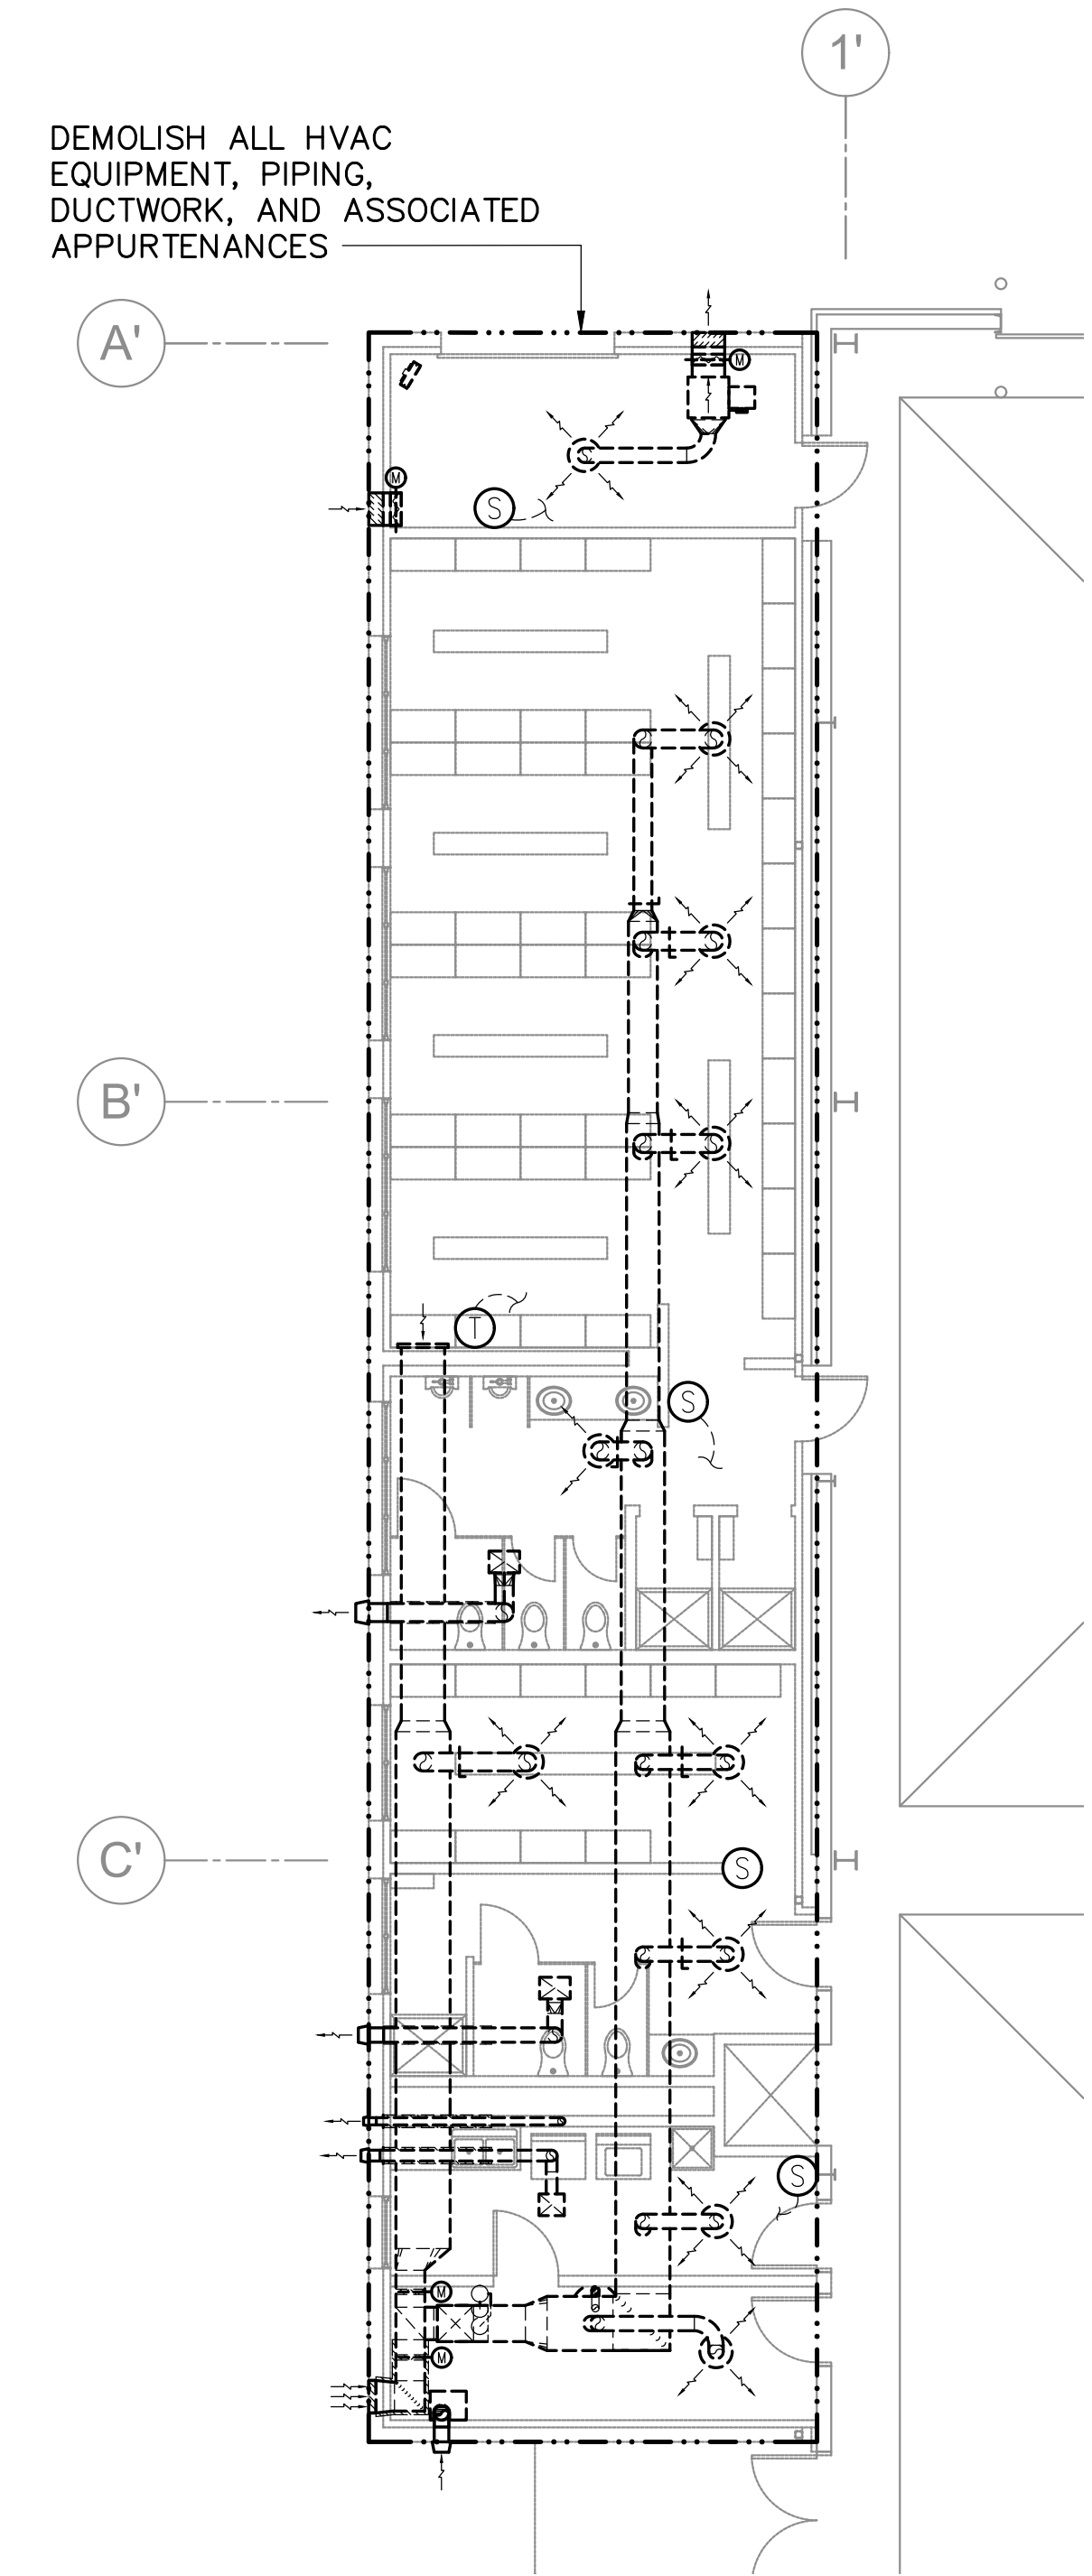 1'
DEMOLISH ALL HVAC
EQUIPMENT, PIPING,
DUCTWORK, AND ASSOCIATED
APPURTENANCES
A'
M
M
S
B'
T
S
C'
S
S
M
M